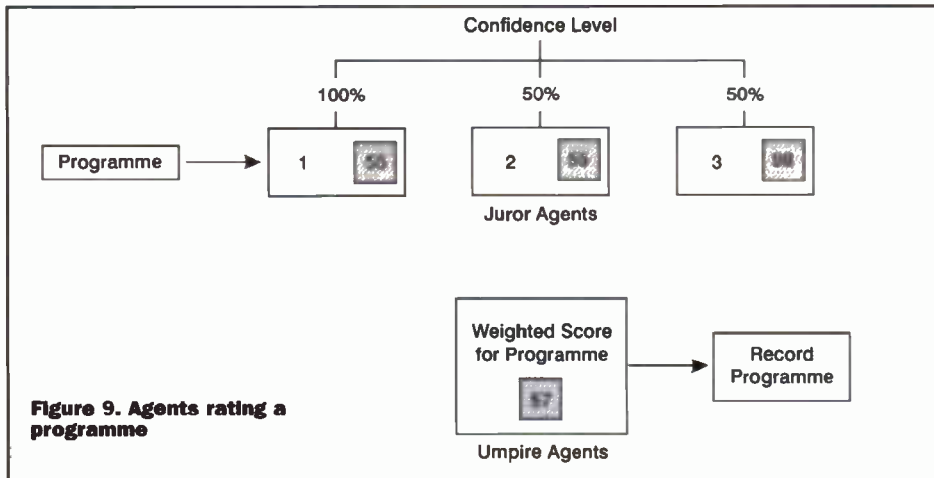 Confidence Level
100% 50% 50%
Programme
1
2
3
Juror Agents
Weighted Score
for Programme
Record
Programme
Figure 9. Agents rating a
programme
Umpire Agents